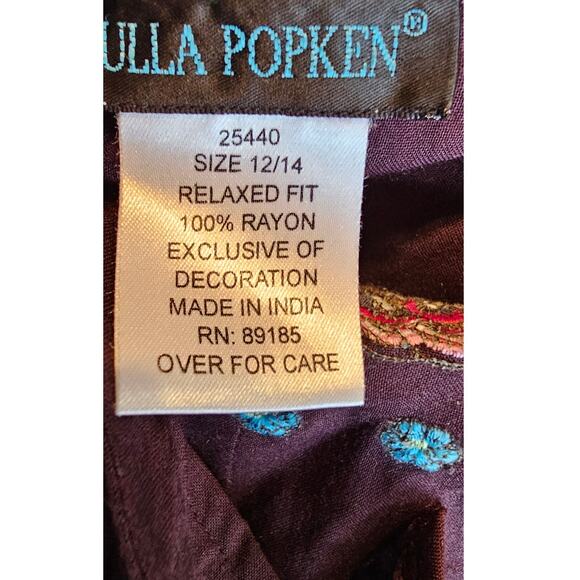 ULLA POPKEN®
25440
SIZE 12/14
RELAXED FIT
100% RAYON
EXCLUSIVE OF
DECORATION
MADE IN INDIA
RN: 89185
OVER FOR CARE